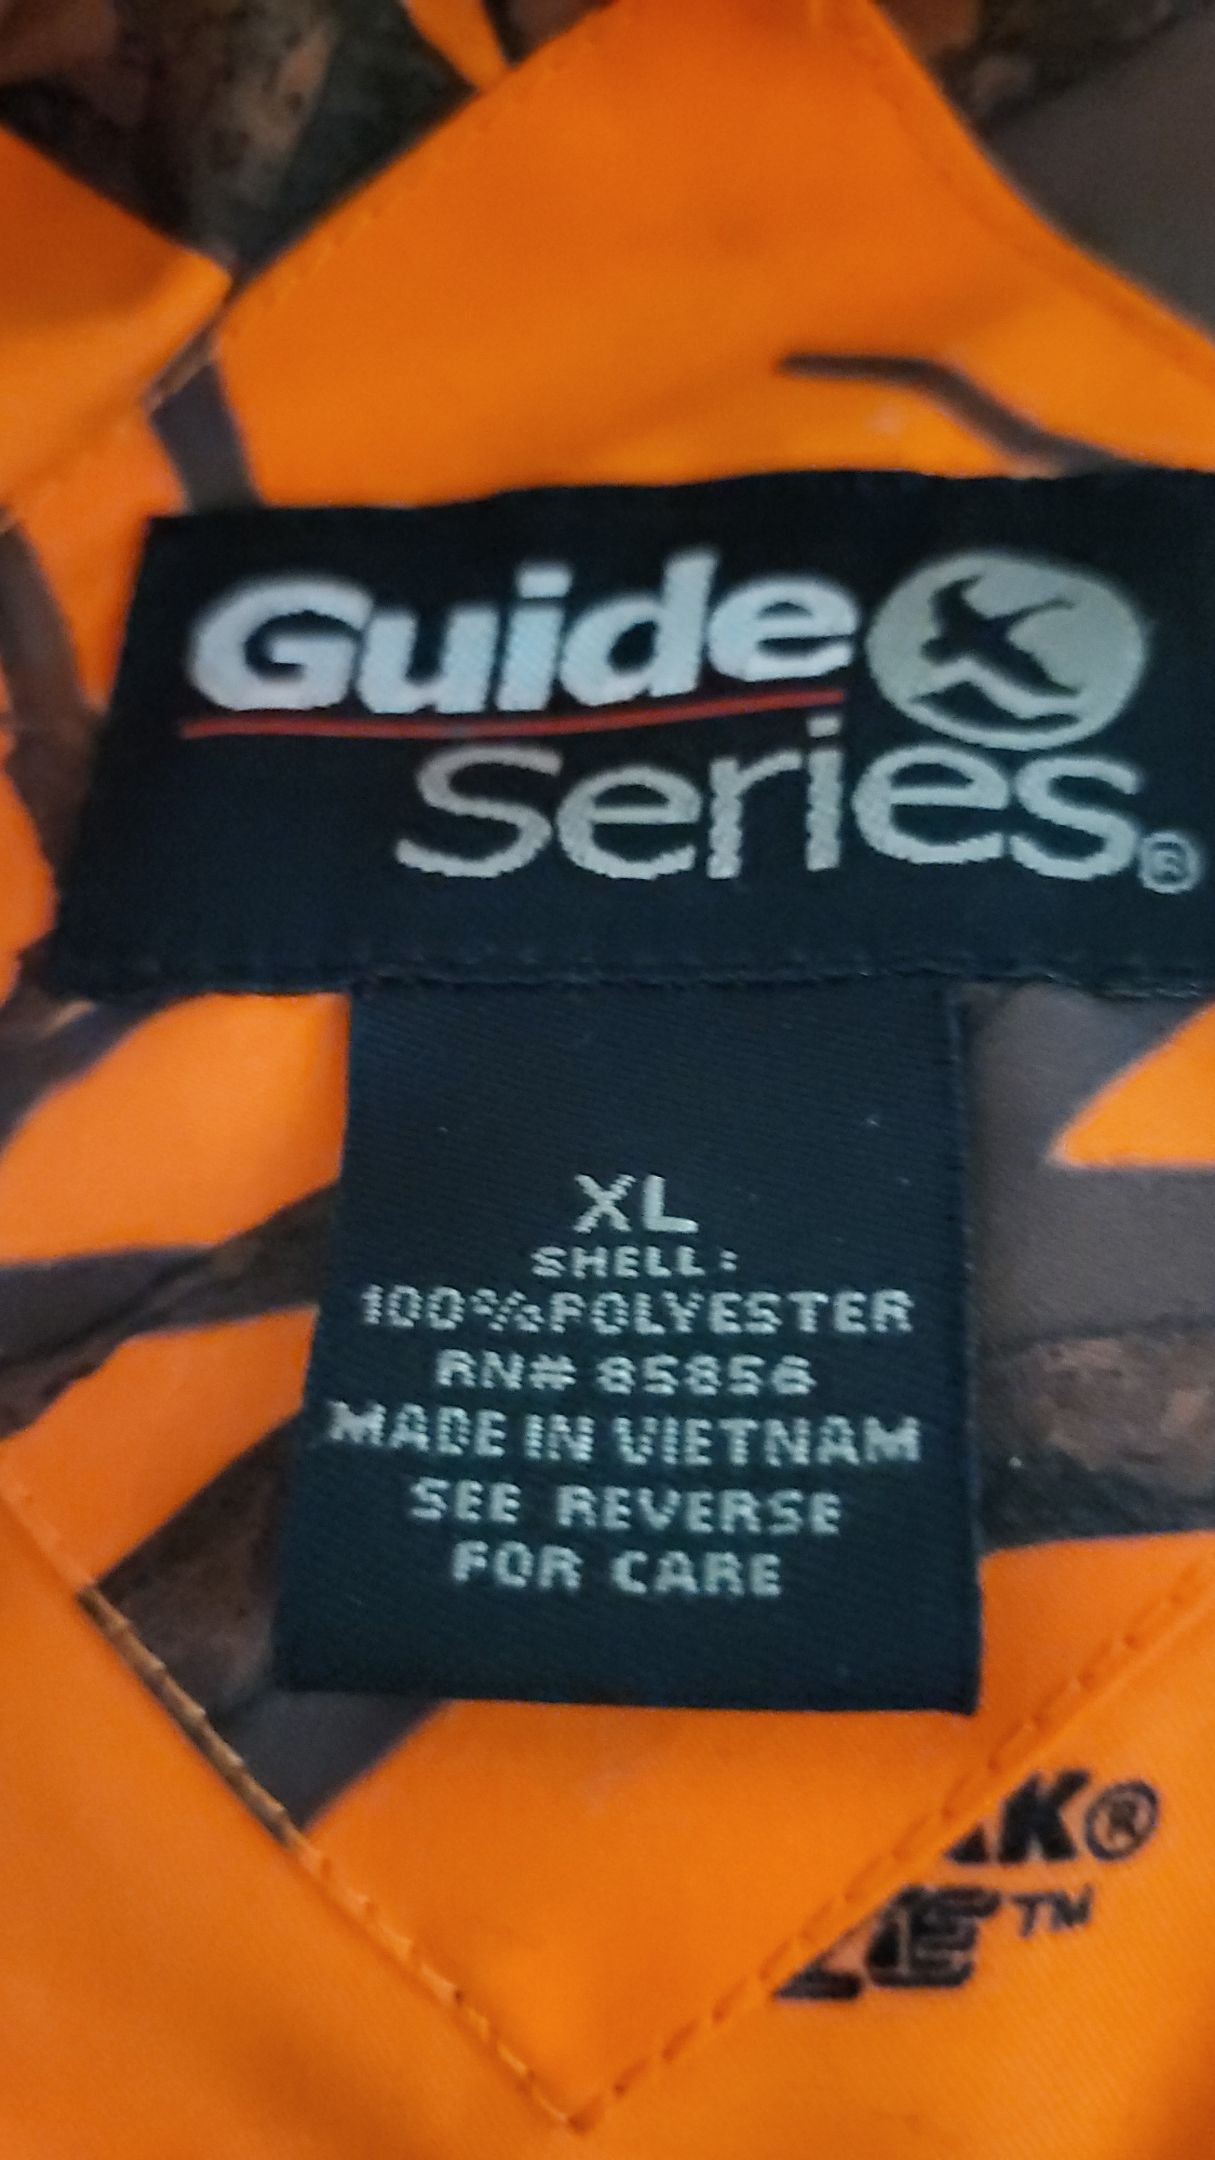 Guide
Series®
XL
SHELL:
100%POLYESTER
RN# 85856
MADE IN VIETNAM
SEE REVERSE
FOR CARE